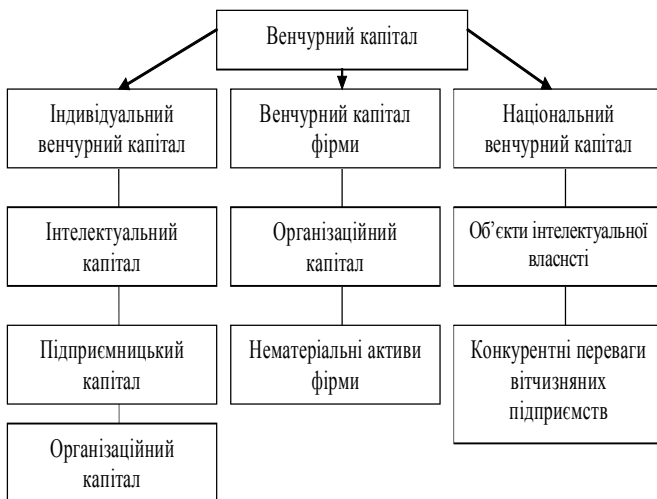 Венчурний капітал
Індивідуальний
венчурний капітал
Венчурний капітал
фірми
Національний
венчурний капітал
Інтелектуальний
капітал
Організаційний
капітал
Об’єкти інтелектуальної
власнсті
Підприємницький
капітал
Нематеріальні активи
фірми
Конкурентні переваги
вітчизняних
підприємств
Організаційний
капітал